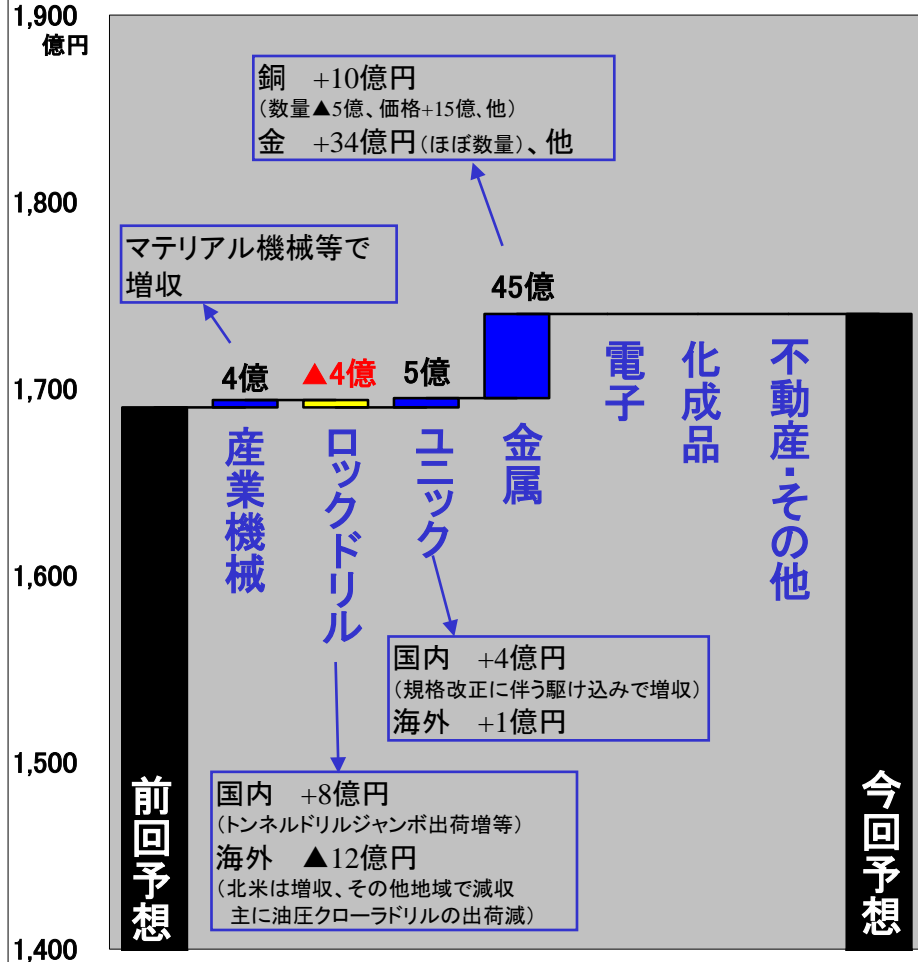 1,900
億円
銅　+10億円
（数量▲5億、価格+15億、他）
金　+34億円（ほぼ数量）、他
1,800
マテリアル機械等で
増収
45億
4億
▲4億
5億
1,700
産業機械
ロックドリル
ユニック
金属
電子
化成品
不動産・その他
1,600
国内　+4億円
（規格改正に伴う駆け込みで増収）
海外　+1億円
1,500
国内　+8億円
（トンネルドリルジャンボ出荷増等）
海外　▲12億円
（北米は増収、その他地域で減収
主に油圧クローラドリルの出荷減）
前回予想
今回予想
1,400